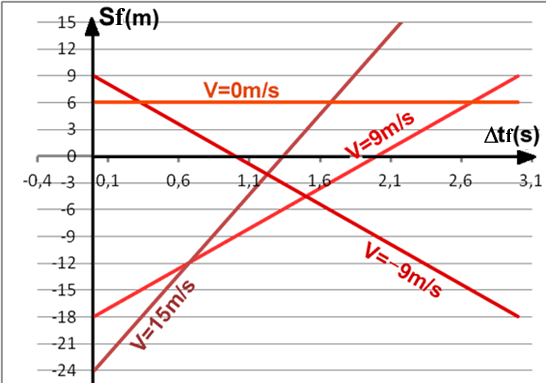 15 Sf(m)
12
9
V=0m/s
6
V=9m/s
3
Δtf(s)
0
-0,4 -3 0,1 0,6 1,1 1,6 2,1 2,6 3,1
-6
-9
V=−9m/s
-12
-15
V=15m/s
-18
-21
-24